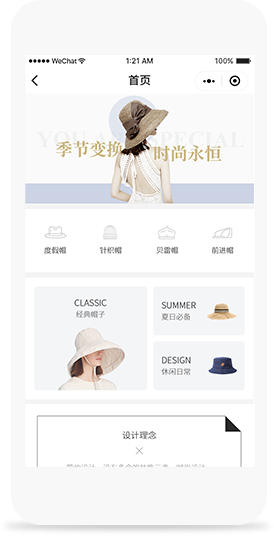 WeChat
1:21 AM
100%
首页
YOU ARE SPECIAL
季节变换
时尚永恒
度假帽
针织帽
贝雷帽
前进帽
CLASSIC
经典帽子
SUMMER
夏日必备
DESIGN
休闲日常
设计理念